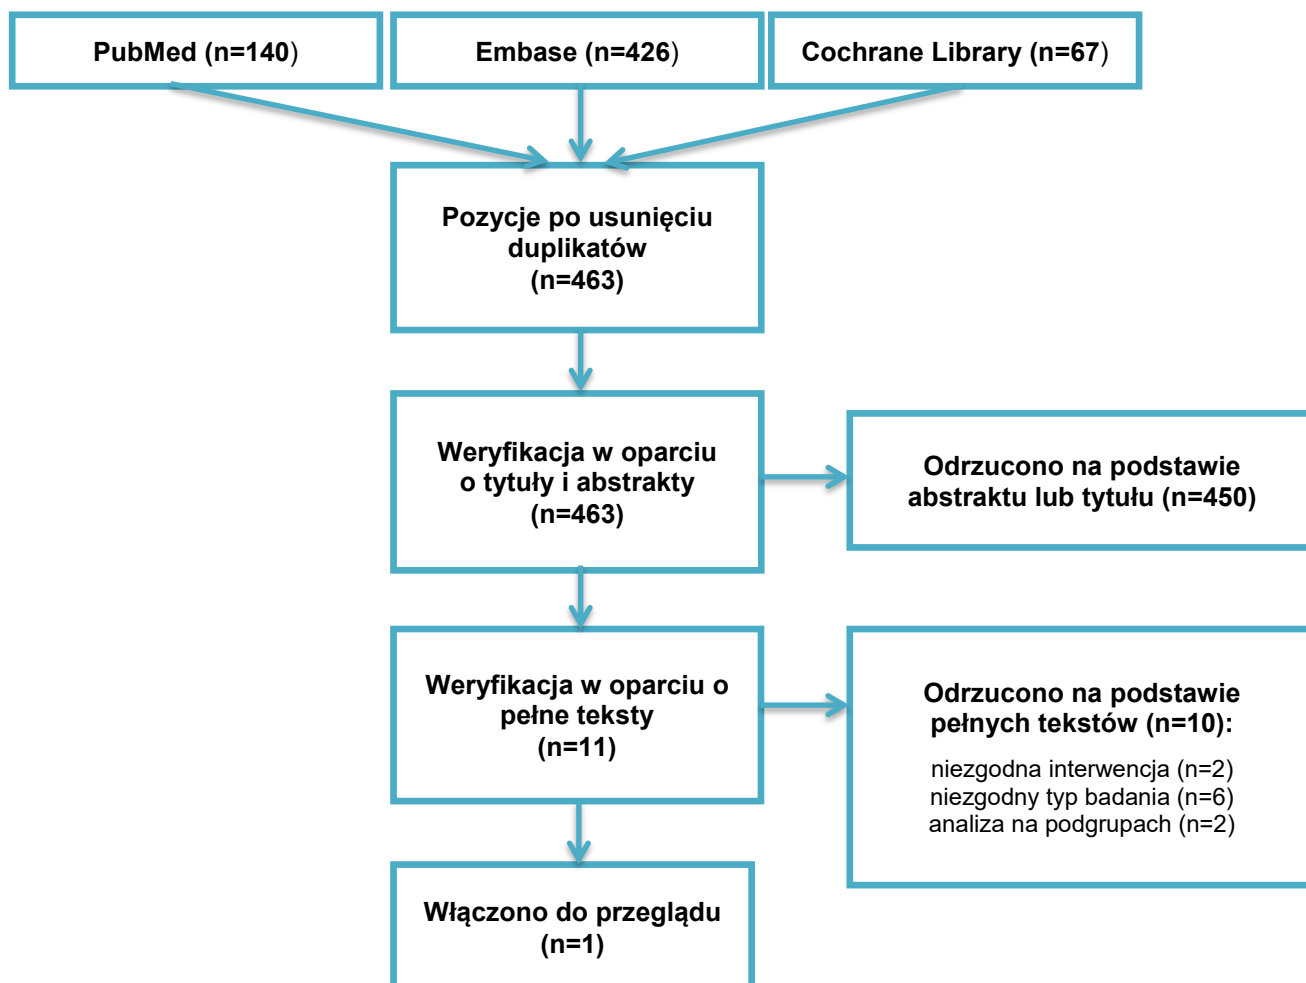 PubMed (n=140)
Embase (n=426)
Cochrane Library (n=67)
Pozycje po usunięciu
duplikatów
(n=463)
Weryfikacja w oparciu
o tytuły i abstrakty
(n=463)
Odrzucono na podstawie
abstraktu lub tytułu (n=450)
Weryfikacja w oparciu o
pełne teksty
(n=11)
Odrzucono na podstawie
pełnych tekstów (n=10):
niezgodna interwencja (n=2)
niezgodny typ badania (n=6)
analiza na podgrupach (n=2)
Włączono do przeglądu
(n=1)